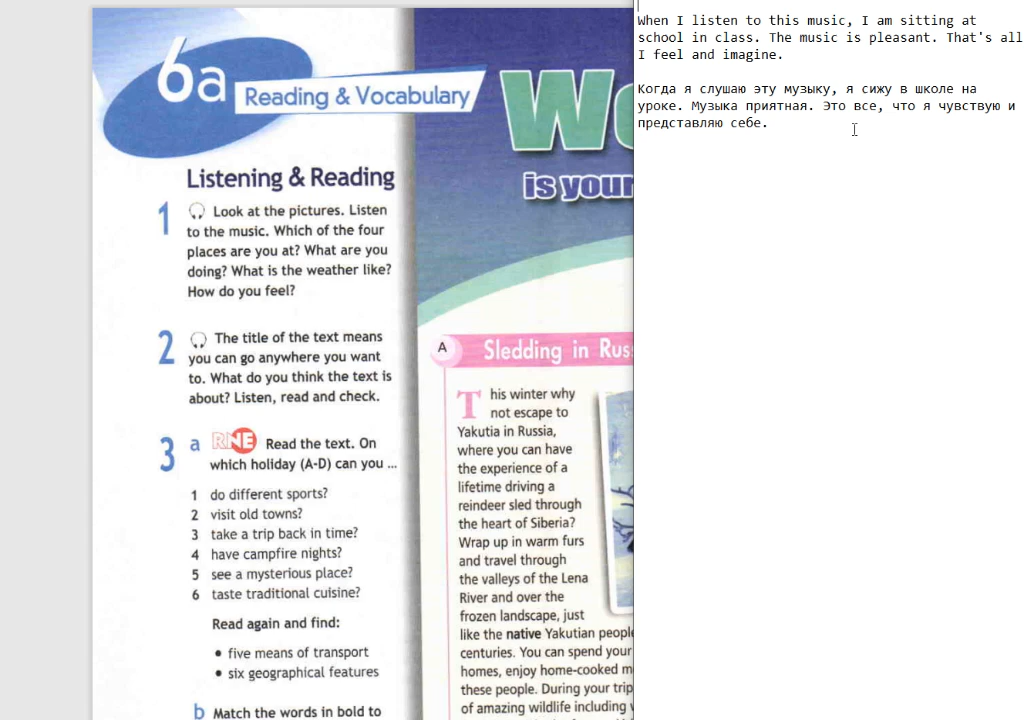 6a
Reading & Vocabulary
Listening & Reading
1 Look at the pictures. Listen
to the music. Which of the four
places are you at? What are you
doing? What is the weather like?
How do you feel?
2 The title of the text means
you can go anywhere you want
to. What do you think the text is
about? Listen, read and check.
3 a RNE Read the text. On
which holiday (A-D) can you ...
1 do different sports?
2 visit old towns?
3 take a trip back in time?
4 have campfire nights?
5 see a mysterious place?
6 taste traditional cuisine?
Read again and find:
• five means of transport
• six geographical features
b Match the words in bold to
is your
A Sledding in
This winter why
not escape to
Yakutia in Russia,
where you can have
the experience of a
lifetime driving a
reindeer sled through
the heart of Siberia?
Wrap up in warm furs
and travel through
the valleys of the Lena
River and over the
frozen landscape, just
like the native Yakutian
centuries. You can spend your
homes, enjoy home-cooked
these people. During your trip
of amazing wildlife including
When I listen to this music, I am sitting at
school in class. The music is pleasant. That's all
I feel and imagine.
Когда я слушаю эту музыку, я сижу в школе на
уроке. Музыка приятная. Это все, что я чувствую и
представляю себе.